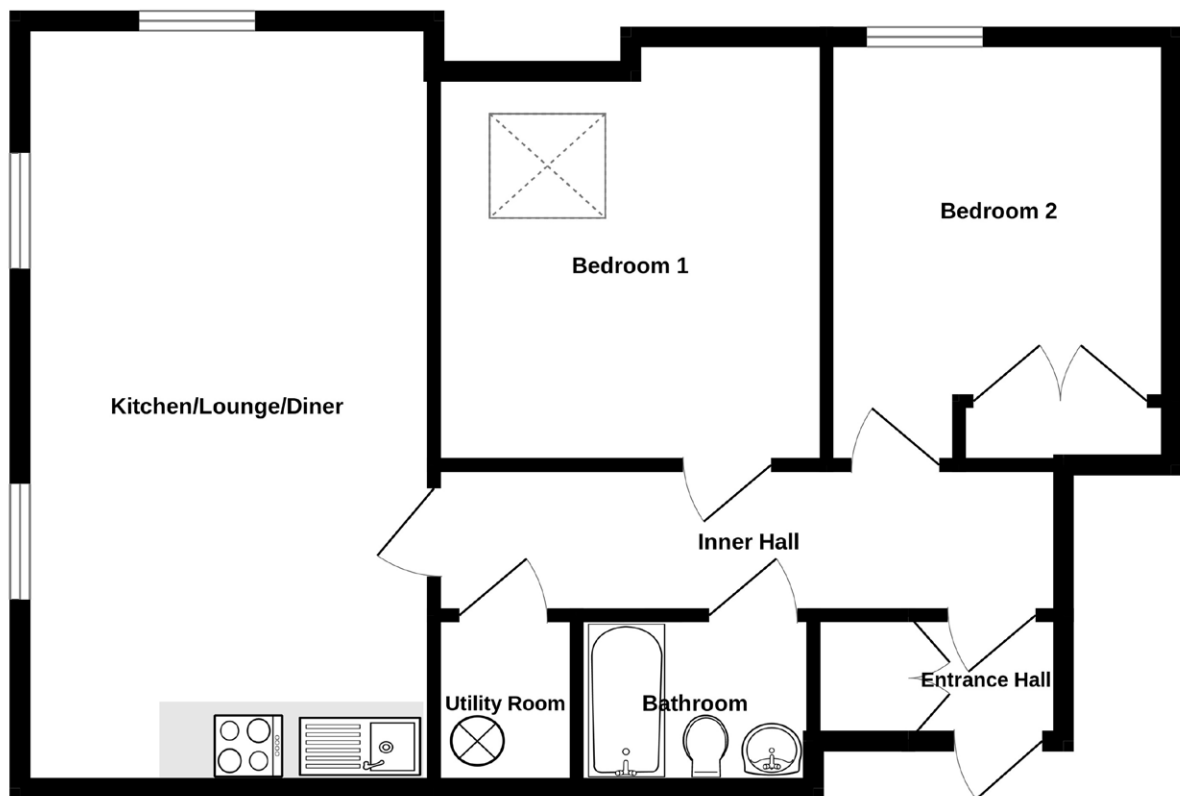 Bedroom 2
Bedroom 1
Kitchen/Lounge/Diner
Inner Hall
Entrance Hall
Utility Room
Bathroom